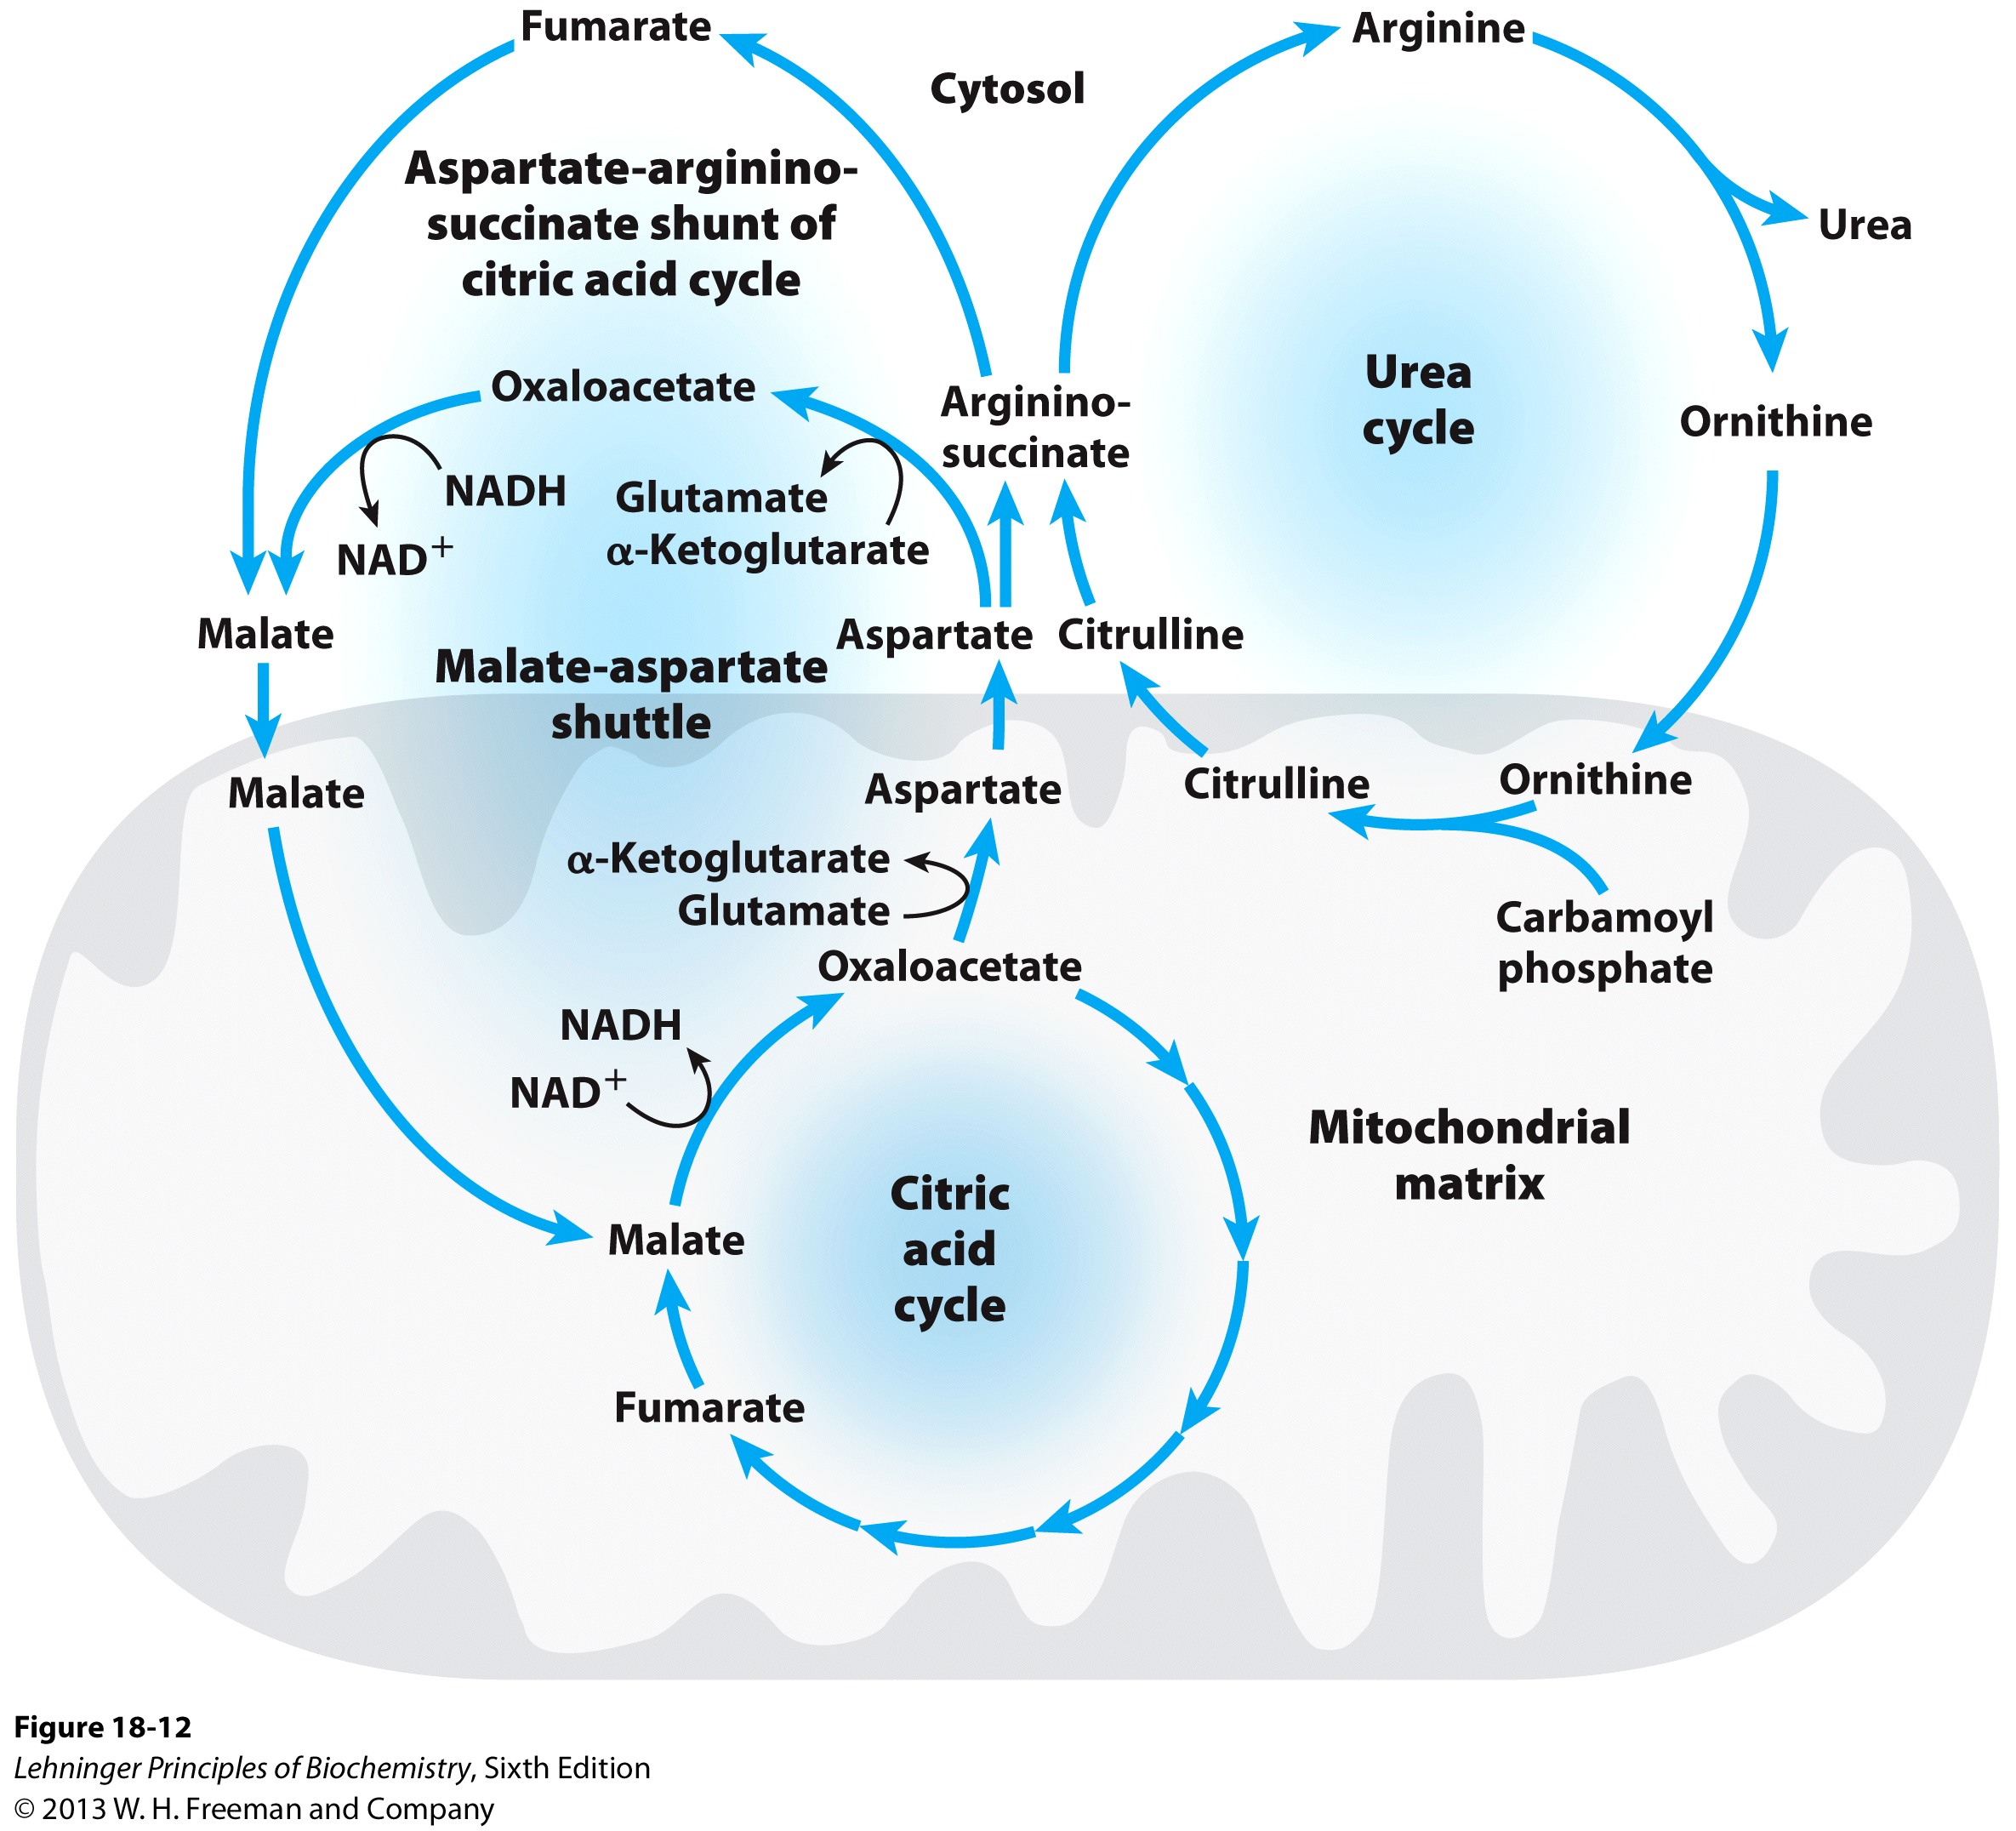 Fumarate
Arginine
Cytosol
Aspartate-arginino-
succinate shunt of
citric acid cycle
Urea
Oxaloacetate
Arginino-
succinate
Urea
cycle
Ornithine
NADH
NAD+
Glutamate
α-Ketoglutarate
Malate
Aspartate
Citrulline
Malate-aspartate
shuttle
Malate
Aspartate
Citrulline
Ornithine
α-Ketoglutarate
Glutamate
Carbamoyl
phosphate
Oxaloacetate
NADH
NAD+
Mitochondrial
matrix
Citric
acid
cycle
Malate
Fumarate
Figure 18-12
Lehninger Principles of Biochemistry, Sixth Edition
© 2013 W. H. Freeman and Company